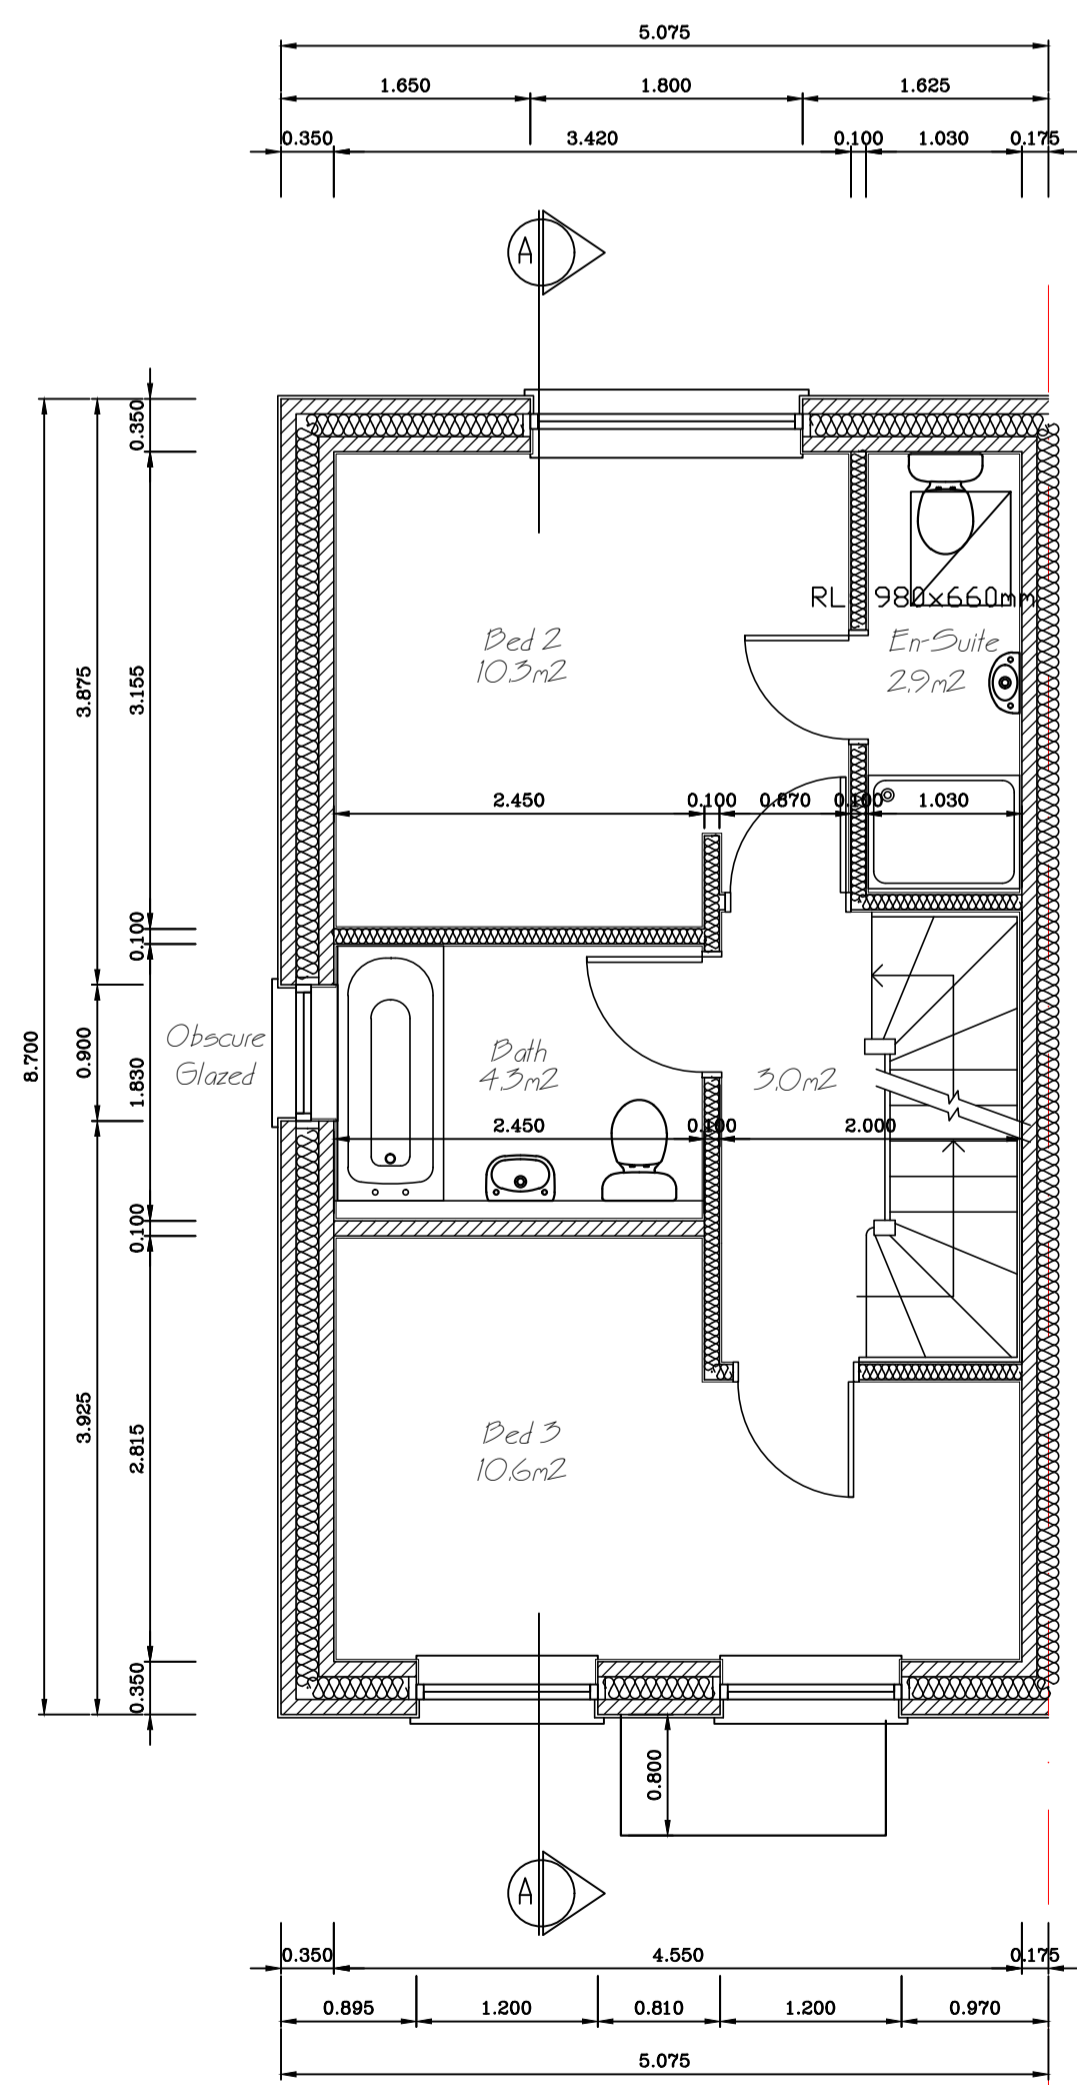 5.075
1.650 1.800 1.625
0.350 3.420 0.100 1.030 0.175
A
0.350
RL 980x660mm
Bed 2
10.3m2
En-Suite
2.9m2
3.875
3.155
2.450 0.100 0.870 0.100 1.030
0.100
Obscure
Glazed
8.700
0.900
1.830
Bath
4.3m2
3.0m2
2.450 0.100 2.000
0.100
3.925
2.815
Bed 3
10.6m2
0.350
0.800
A
0.350 4.550 0.175
0.895 1.200 0.810 1.200 0.970
5.075